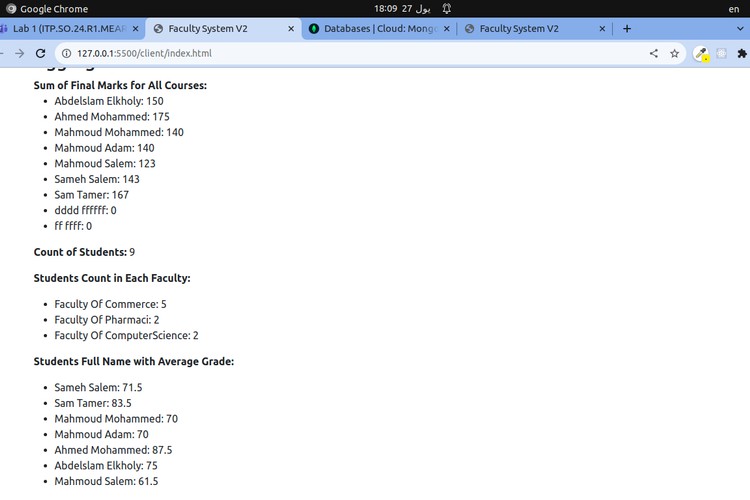 Google Chrome
18:09 27 يول
en
Lab 1 (ITP.SO.24.R1.MEAR
Faculty System V2
Databases | Cloud: Mongo
Faculty System V2
127.0.0.1:5500/client/index.html
Sum of Final Marks for All Courses:
Abdelslam Elkholy: 150
Ahmed Mohammed: 175
Mahmoud Mohammed: 140
Mahmoud Adam: 140
Mahmoud Salem: 123
Sameh Salem: 143
Sam Tamer: 167
dddd ffffff: 0
ff ffff: 0
Count of Students: 9
Students Count in Each Faculty:
Faculty Of Commerce: 5
Faculty Of Pharmaci: 2
Faculty Of ComputerScience: 2
Students Full Name with Average Grade:
Sameh Salem: 71.5
Sam Tamer: 83.5
Mahmoud Mohammed: 70
Mahmoud Adam: 70
Ahmed Mohammed: 87.5
Abdelslam Elkholy: 75
Mahmoud Salem: 61.5